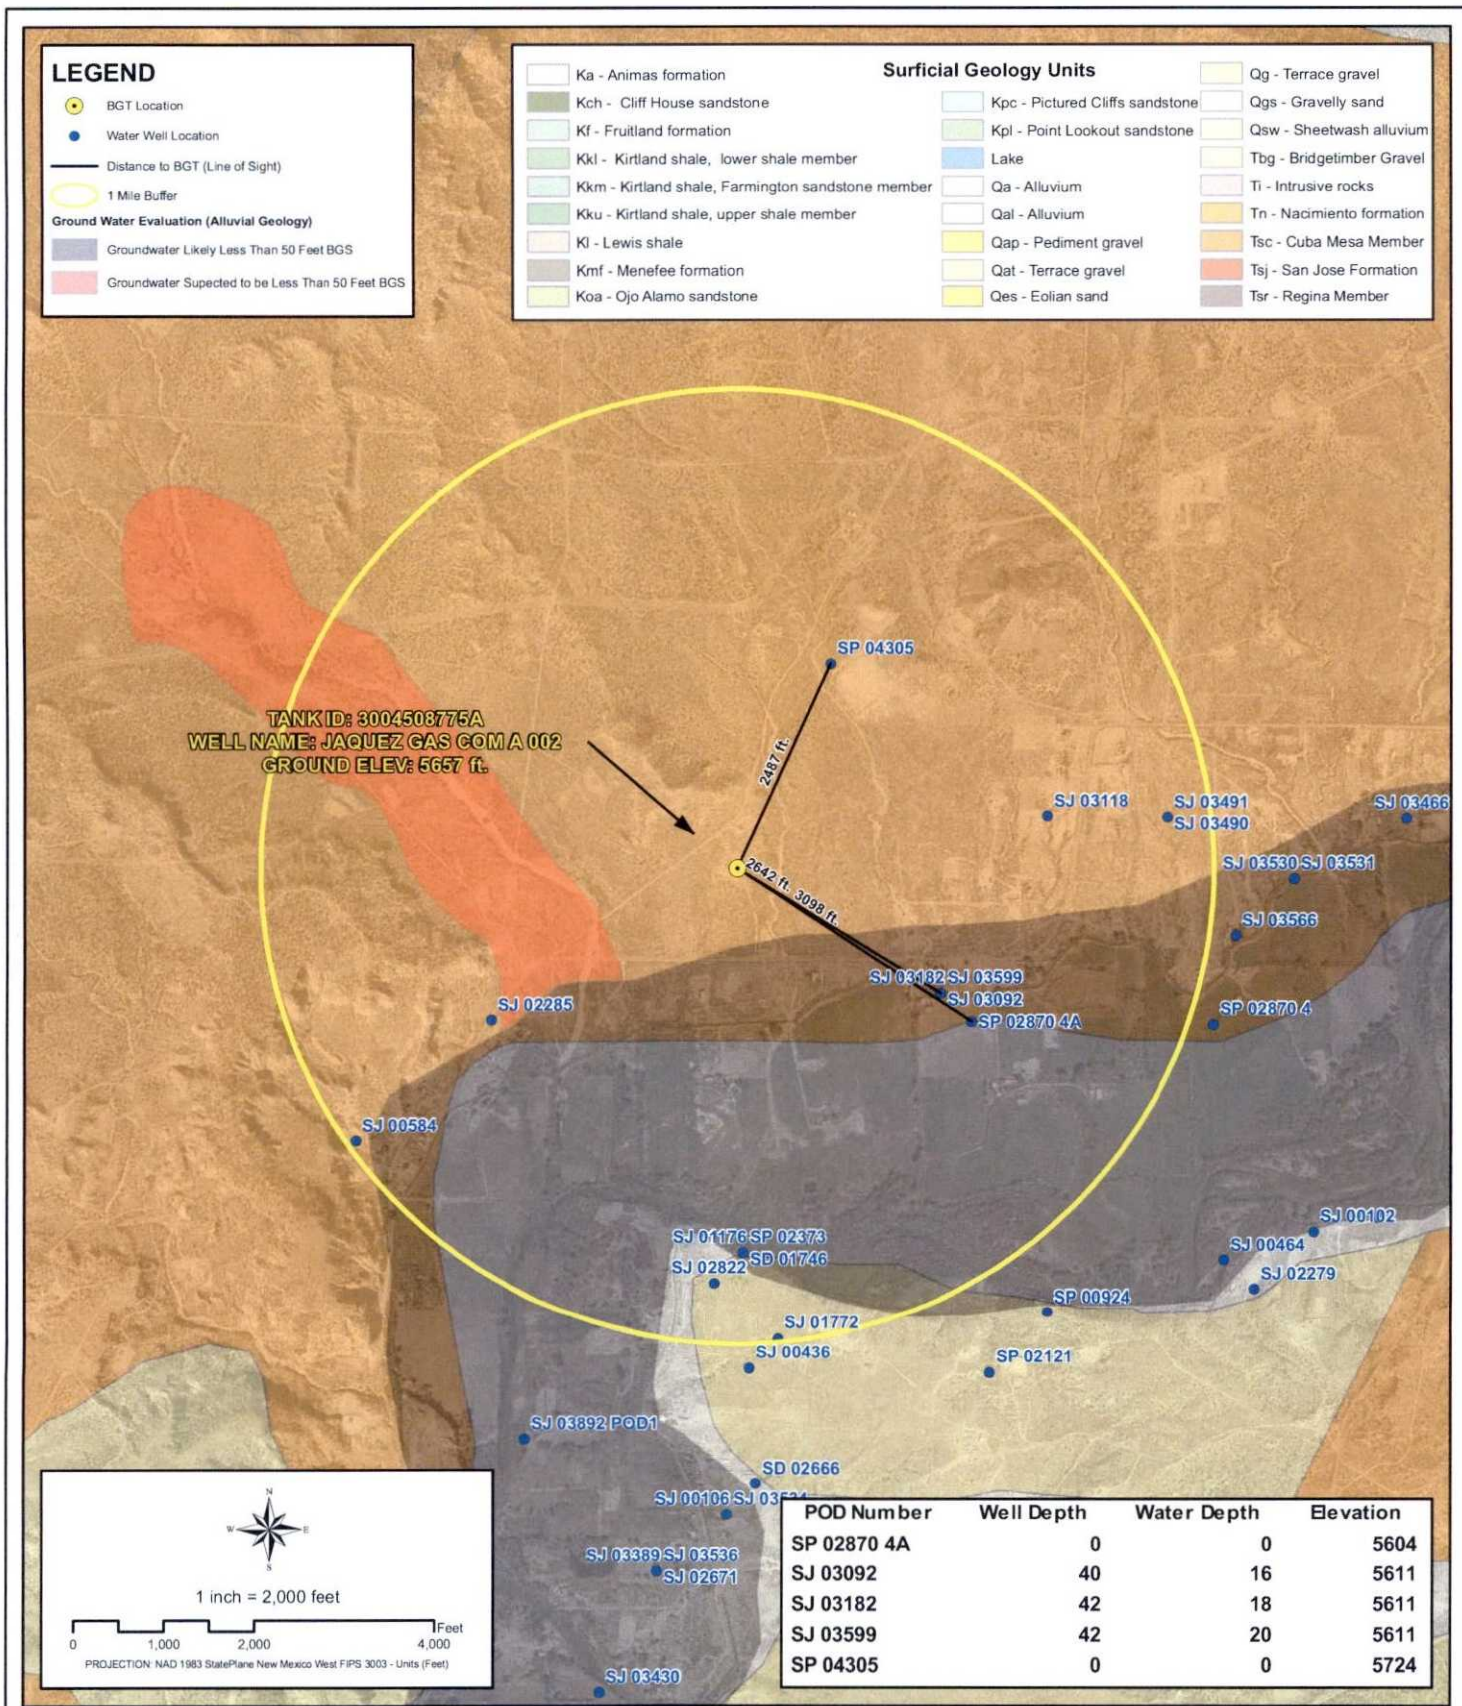 LEGEND
BGT Location
Water Well Location
Distance to BGT (Line of Sight)
1 Mile Buffer
Ground Water Evaluation (Alluvial Geology)
Groundwater Likely Less Than 50 Feet BGS
Groundwater Supected to be Less Than 50 Feet BGS
Surficial Geology Units
Ka - Animas formation
Kch - Cliff House sandstone
Kf - Fruitland formation
Kkl - Kirtland shale, lower shale member
Kkm - Kirtland shale, Farmington sandstone member
Kku - Kirtland shale, upper shale member
Kl - Lewis shale
Kmf - Menefee formation
Koa - Ojo Alamo sandstone
Kpc - Pictured Cliffs sandstone
Kpl - Point Lookout sandstone
Lake
Qa - Alluvium
Qal - Alluvium
Qap - Pediment gravel
Qat - Terrace gravel
Qes - Eolian sand
Qg - Terrace gravel
Qgs - Gravelly sand
Qsw - Sheetwash alluvium
Tbg - Bridgetimber Gravel
Ti - Intrusive rocks
Tn - Nacimiento formation
Tsc - Cuba Mesa Member
Tsj - San Jose Formation
Tsr - Regina Member
SP 04305
TANK ID: 3004508775A
WELL NAME: JAQUEZ GAS COM A 002
GROUND ELEV: 5657 ft.
2487 ft.
SJ 03118
SJ 03491
SJ 03490
SJ 03466
2642 ft. 3098 ft.
SJ 03530 SJ 03531
SJ 03566
SJ 03182 SJ 03599
SJ 03092
SJ 02285
SP 02870 4A
SP 02870 4
SJ 00584
SJ 00102
SJ 01176 SP 02373
SD 01746
SJ 00464
SJ 02822
SJ 02279
SP 00924
SJ 01772
SJ 00436
SP 02121
SJ 03892 POD1
SD 02666
SJ 00106 SJ
SJ 03389 SJ 03536
SJ 02671
SJ 03430
N
W E
S
1 inch = 2,000 feet
Feet
0 1,000 2,000 4,000
PROJECTION: NAD 1983 StatePlane New Mexico West FIPS 3003 - Units (Feet)
POD Number Well Depth Water Depth Elevation
SP 02870 4A 0 0 5604
SJ 03092 40 16 5611
SJ 03182 42 18 5611
SJ 03599 42 20 5611
SP 04305 0 0 5724